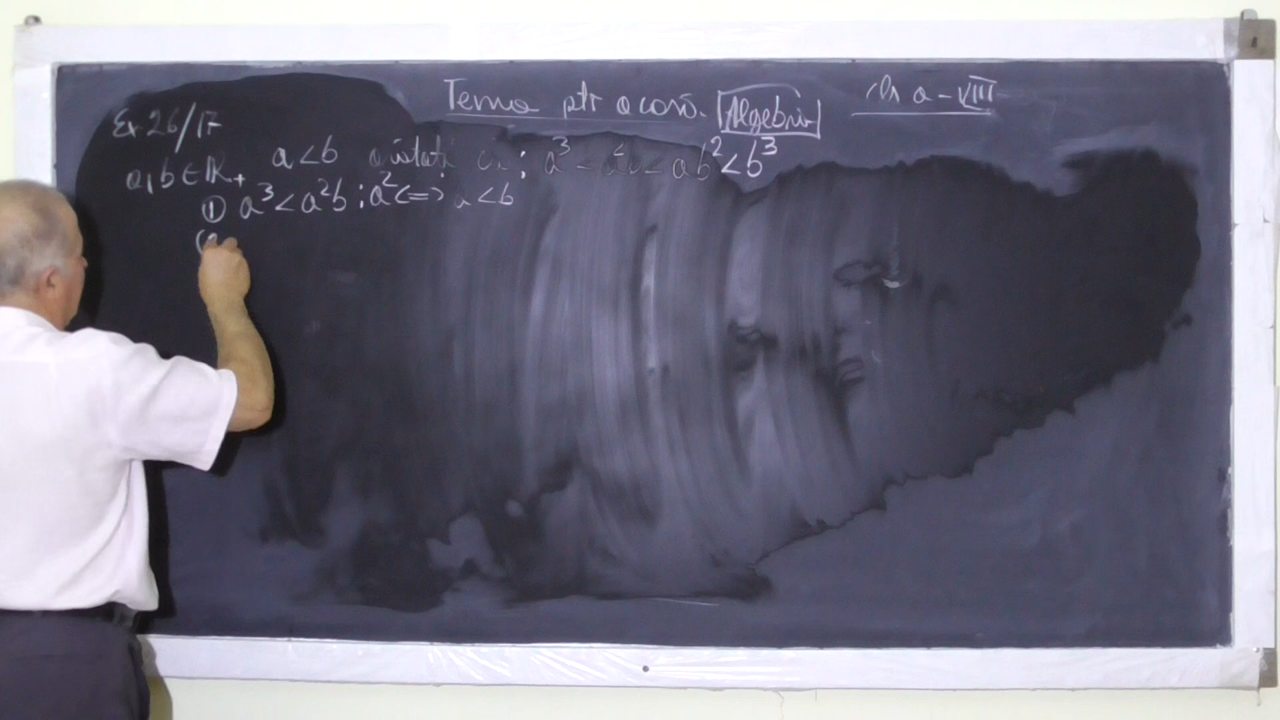 Tema ptr acasă. Algebră cls a-VIII
Ex. 26/17
a,b ∈ ℝ₊ a<b arătați că: a³ < a²b < ab² < b³
① a³ < a²b ¦: a² <=> a < b